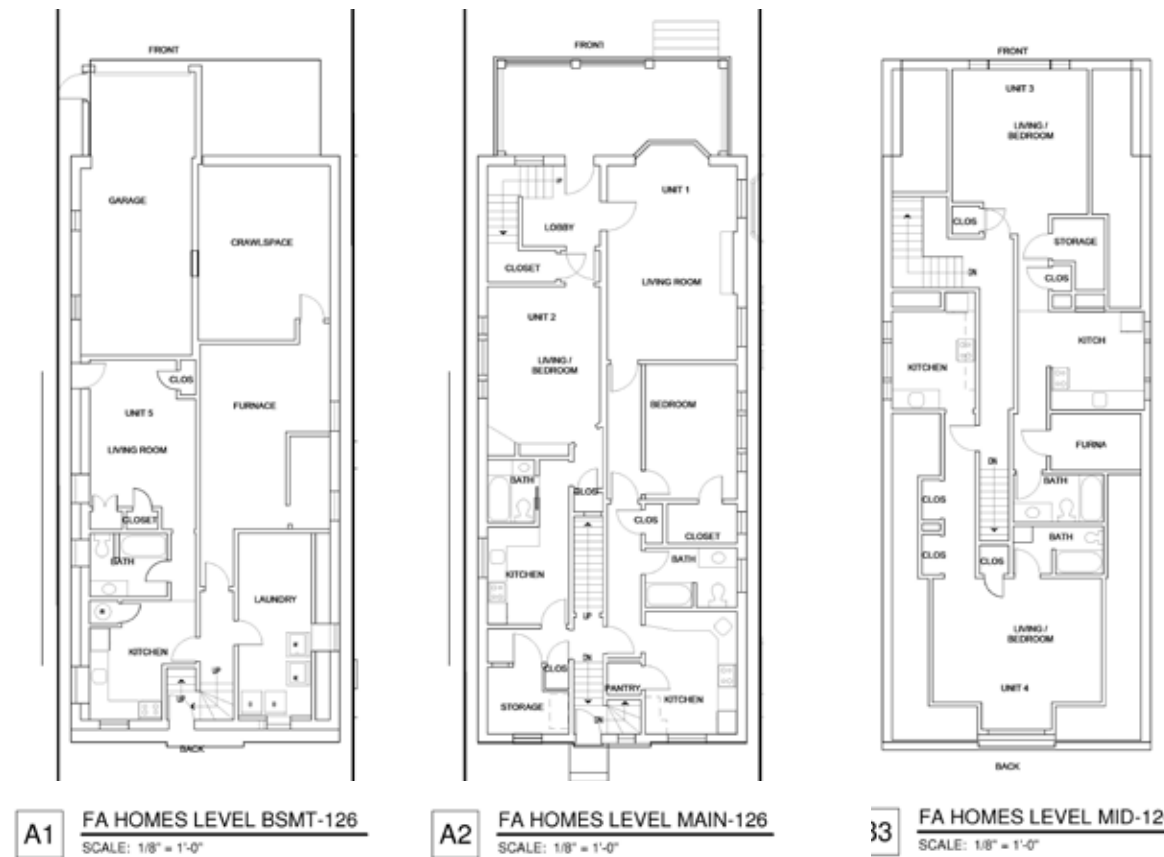 FRONT
GARAGE
CRAWLSPACE
CLOS
UNIT 5
FURNACE
LIVING ROOM
CLOSET
BATH
LAUNDRY
KITCHEN
UP
UP
BACK
A1
FA HOMES LEVEL BSMT-126
SCALE: 1/8" = 1'-0"
FRONT
UP
UNIT 1
LOBBY
CLOSET
LIVING ROOM
UNIT 2
LIVING /
BEDROOM
BEDROOM
BATH
CLOS
CLOS
CLOSET
BATH
KITCHEN
UP
DN
CLOS
PANTRY
KITCHEN
STORAGE
DN
A2
FA HOMES LEVEL MAIN-126
SCALE: 1/8" = 1'-0"
FRONT
UNIT 3
LIVING /
BEDROOM
CLOS
STORAGE
DN
CLOS
KITCH
KITCHEN
FURNA
DN
BATH
CLOS
BATH
CLOS
CLOS
LIVING /
BEDROOM
UNIT 4
BACK
33
FA HOMES LEVEL MID-12
SCALE: 1/8" = 1'-0"